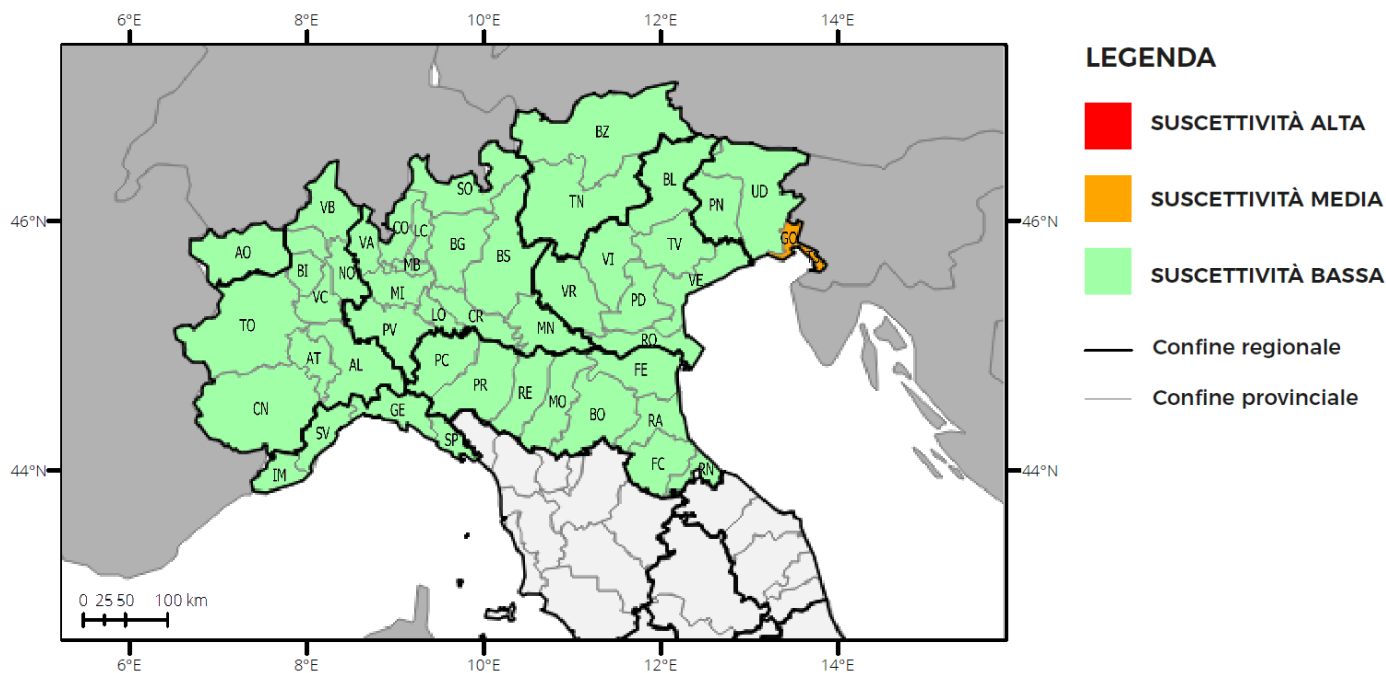 6°E 8°E 10°E 12°E 14°E
LEGENDA
SUSCETTIVITÀ ALTA
SUSCETTIVITÀ MEDIA
SUSCETTIVITÀ BASSA
Confine regionale
Confine provinciale
46°N
46°N
44°N
44°N
BZ
SO
BL
UD
TN
PN
VB
CO
LC
VA
GO
AO
BG
BS
TV
VI
BI
NO
MB
VE
VC
MI
VR
PD
TO
LO
CR
PV
MN
RO
AT
AL
PC
FE
PR
RE
MO
CN
GE
BO
RA
SV
SP
FC
RN
IM
0 25 50 100 km
6°E 8°E 10°E 12°E 14°E